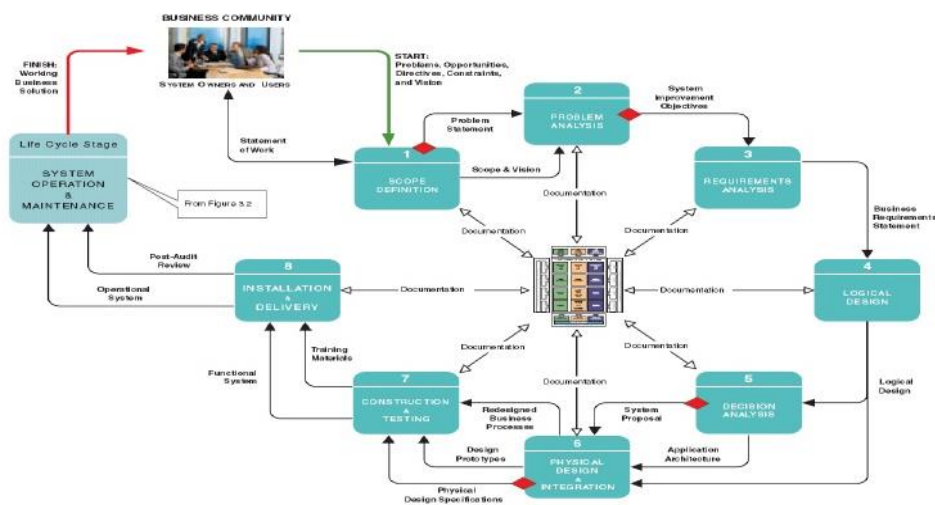 BUSINESS COMMUNITY
SYSTEM OWNERS AND USERS
FINISH:
Working
Business
Solution
START:
Problems, Opportunities,
Directives, Constraints,
and Vision
Statement
of Work
Life Cycle Stage
SYSTEM
OPERATION
&
MAINTENANCE
From Figure 3.2
1
SCOPE
DEFINITION
Problem
Statement
Scope & Vision
2
PROBLEM
ANALYSIS
System
Improvement
Objectives
3
REQUIREMENTS
ANALYSIS
Business
Requirements
Statement
Documentation
Documentation
Documentation
4
LOGICAL
DESIGN
Documentation
Documentation
Post-Audit
Review
Operational
System
8
INSTALLATION
&
DELIVERY
Documentation
Documentation
Documentation
Logical
Design
5
DECISION
ANALYSIS
System
Proposal
Application
Architecture
6
PHYSICAL
DESIGN
&
INTEGRATION
Redesigned
Business
Processes
Design
Prototypes
Physical
Design Specifications
7
CONSTRUCTION
&
TESTING
Training
Materials
Functional
System